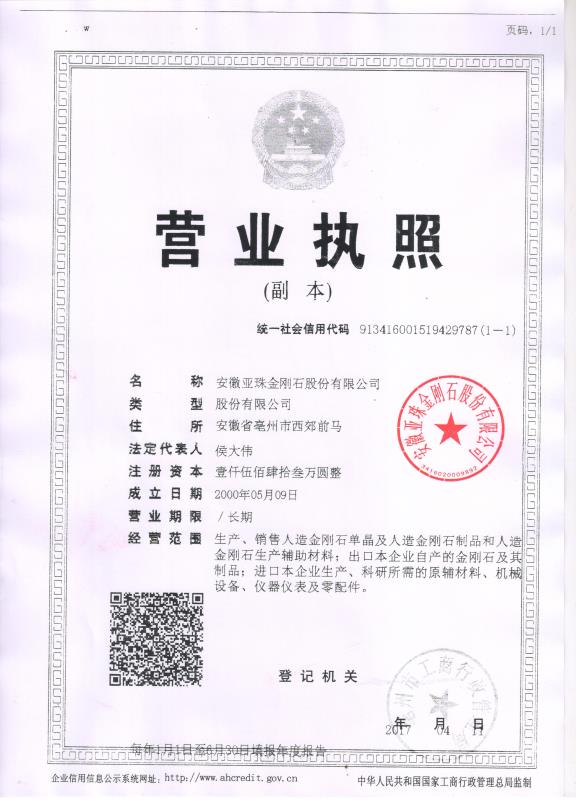 w
页码，1/1
营业执照
(副 本)
统一社会信用代码 913416001519429787(1-1)
名 称 安徽亚珠金刚石股份有限公司
类 型 股份有限公司
住 所 安徽省亳州市西郊前马
法定代表人 侯大伟
注册资本 壹仟伍佰肆拾叁万圆整
成立日期 2000年05月09日
营业期限 /长期
经营范围 生产、销售人造金刚石单晶及人造金刚石制品和人造
金刚石生产辅助材料；出口本企业自产的金刚石及其
制品；进口本企业生产、科研所需的原辅材料、机械
设备、仪器仪表及零配件。
安徽亚珠金刚石股份有限公司
3416020009892
登记机关
州市工商行政管
年 月 日
2017 04 11
每年1月1日至6月30日填报年度报告
企业信用信息公示系统网址：http://www.ahcredit.gov.cn
中华人民共和国国家工商行政管理总局监制